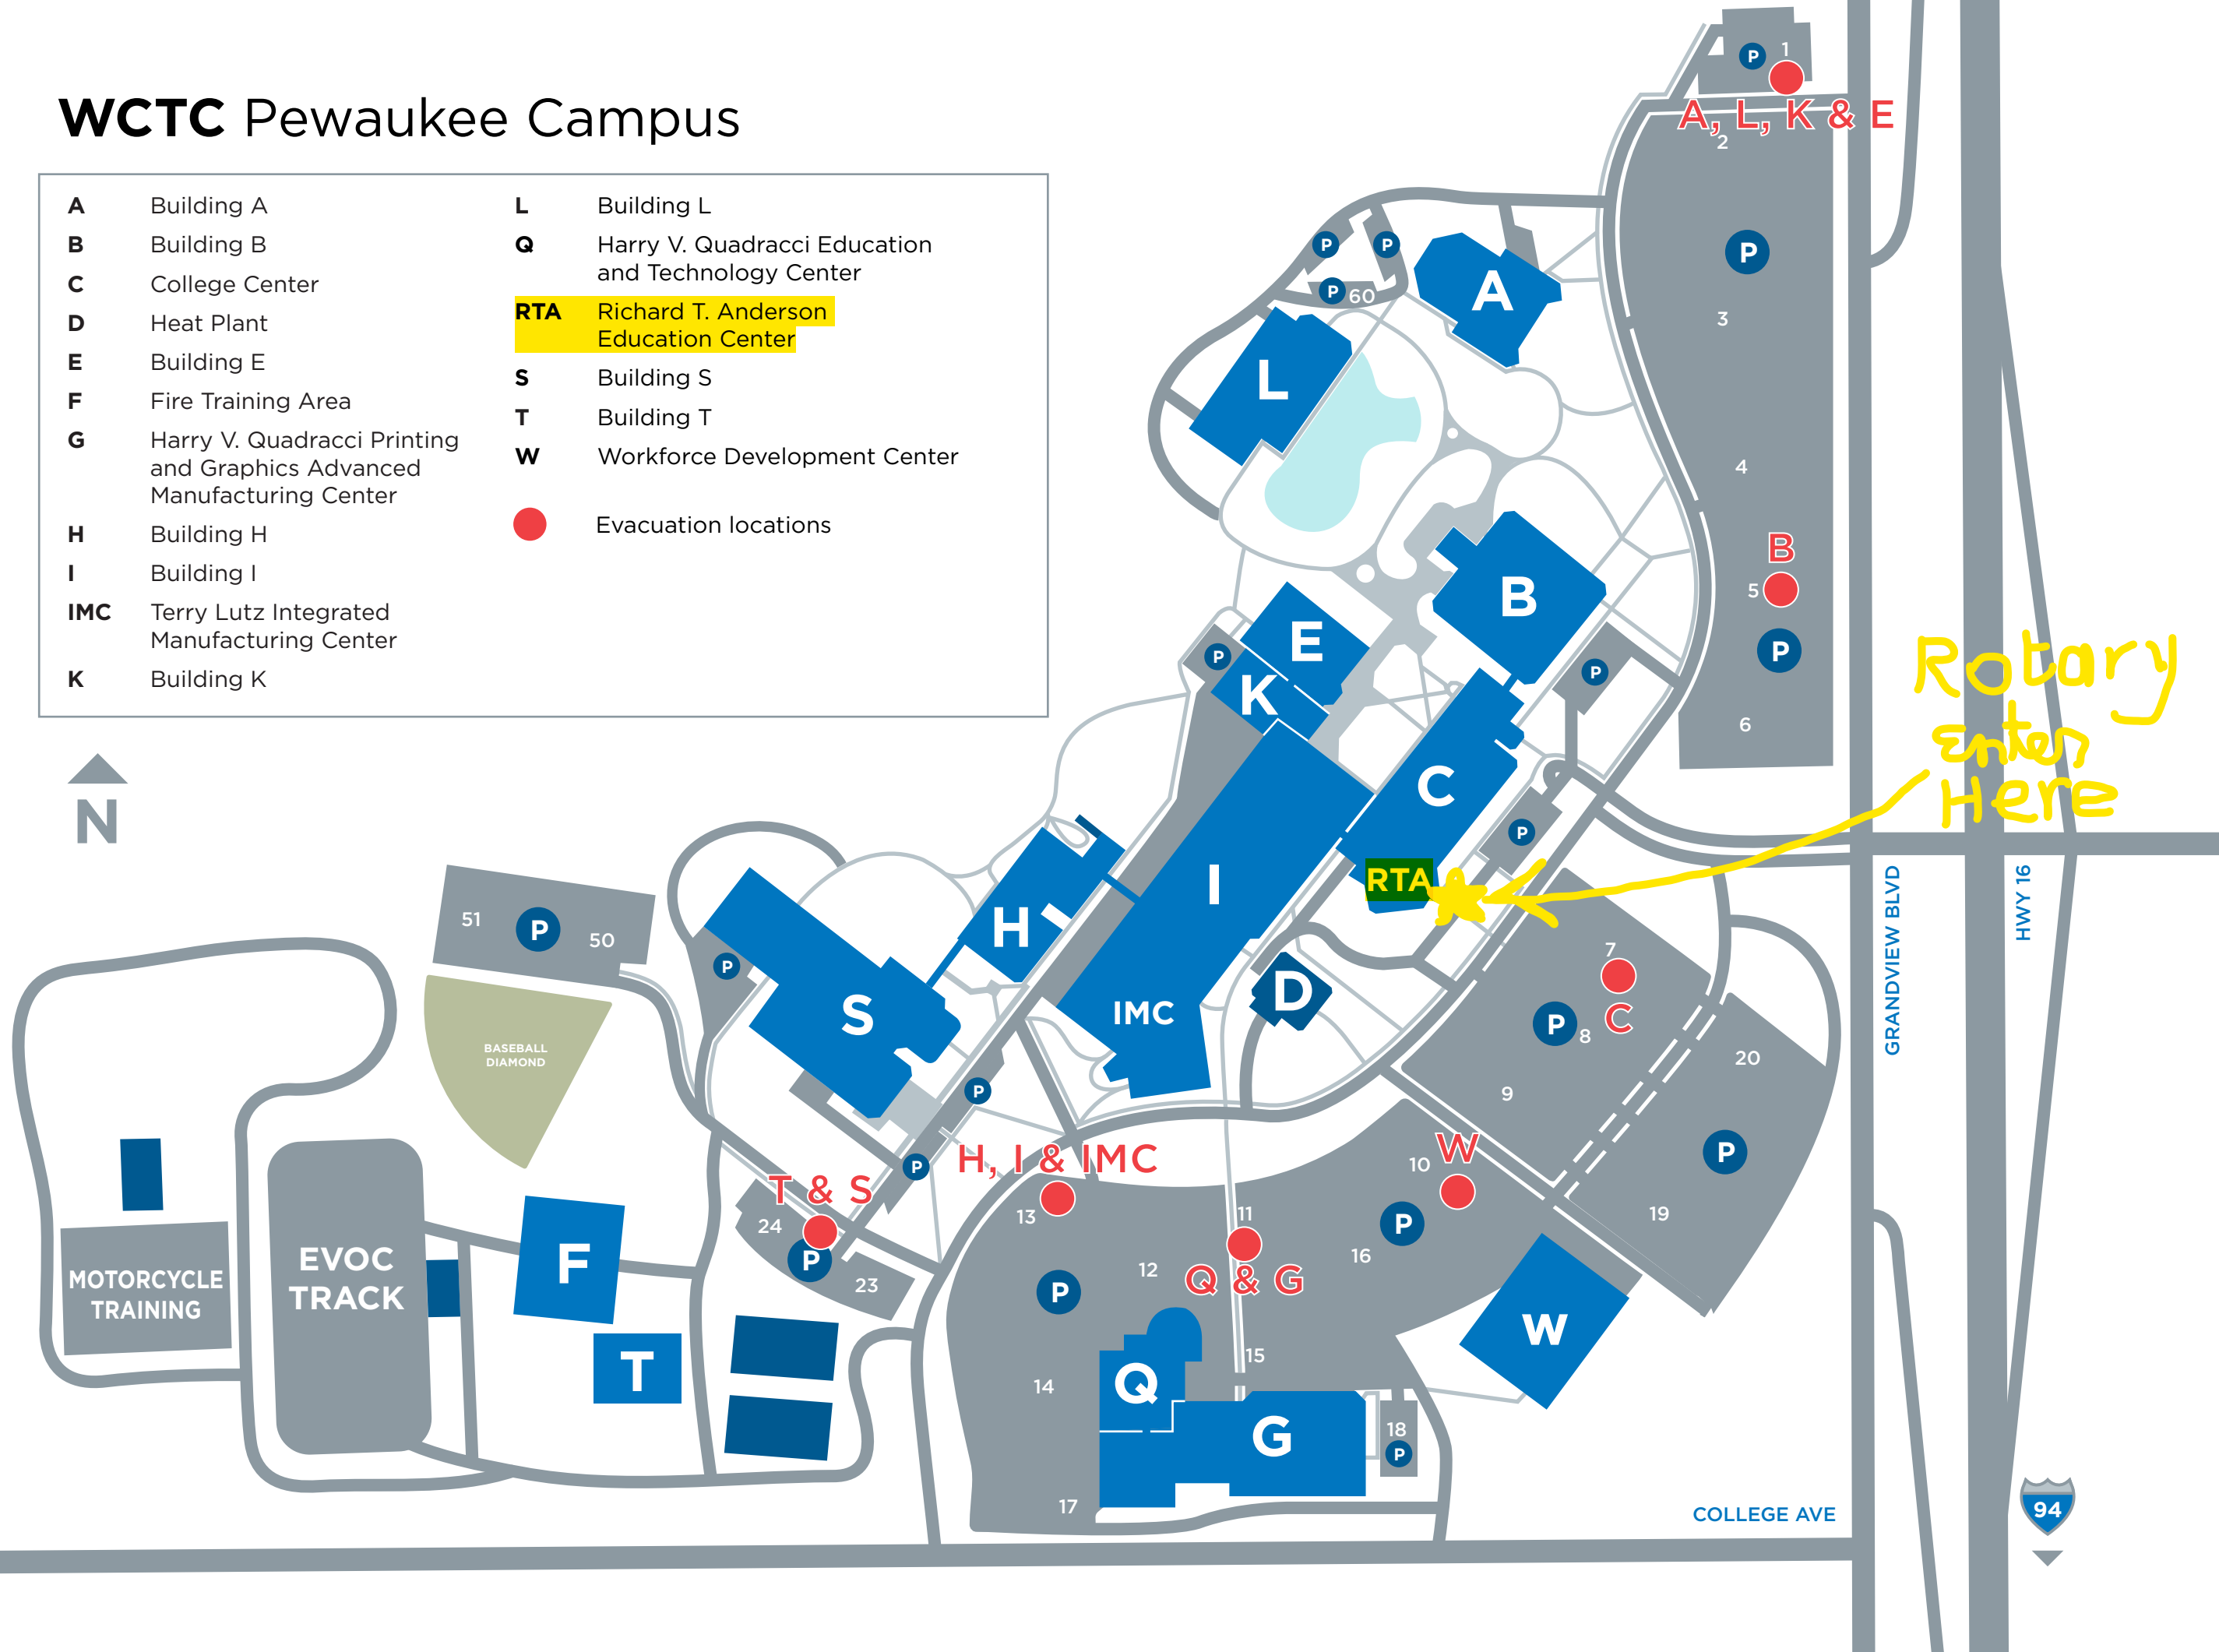 WCTC Pewaukee Campus
A Building A
B Building B
C College Center
D Heat Plant
E Building E
F Fire Training Area
G Harry V. Quadracci Printing
and Graphics Advanced
Manufacturing Center
H Building H
I Building I
IMC Terry Lutz Integrated
Manufacturing Center
K Building K
L Building L
Q Harry V. Quadracci Education
and Technology Center
RTA Richard T. Anderson
Education Center
S Building S
T Building T
W Workforce Development Center
Evacuation locations
N
P 1
A, L, K & E
2
P
3
4
B
5
P
6
P P
P 60
A
L
B
P
E
K
P
C
P
I
RTA
H
IMC
D
S
P
P
P
51 P 50
BASEBALL
DIAMOND
Rotary
Enter
Here
GRANDVIEW BLVD
HWY 16
7
C
P 8
9
20
P
19
W
10
P
16
H, I & IMC
13
11
12
Q & G
P
14
15
Q
G
18
P
17
W
T & S
24
P
23
F
T
EVOC
TRACK
MOTORCYCLE
TRAINING
COLLEGE AVE
94